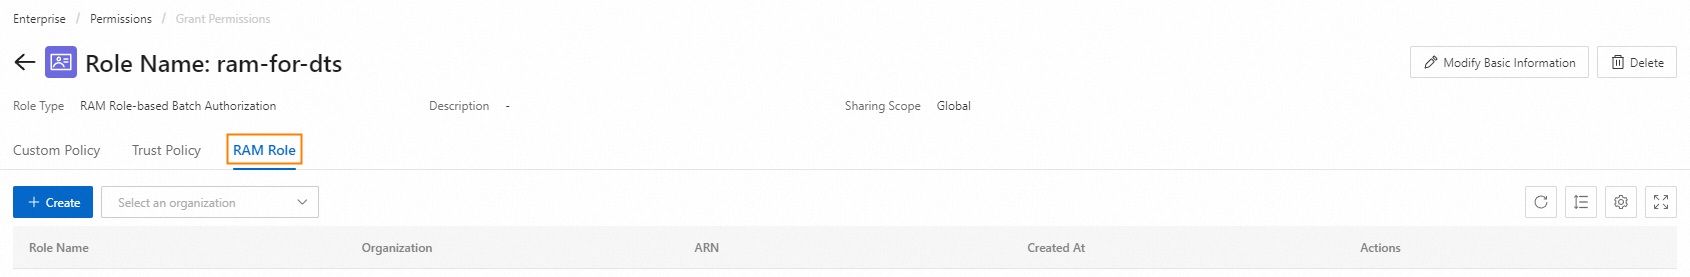 Enterprise / Permissions / Grant Permissions
Role Name: ram-for-dts
Modify Basic Information
Delete
Role Type RAM Role-based Batch Authorization Description - Sharing Scope Global
Custom Policy Trust Policy RAM Role
+ Create Select an organization
Role Name Organization ARN Created At Actions